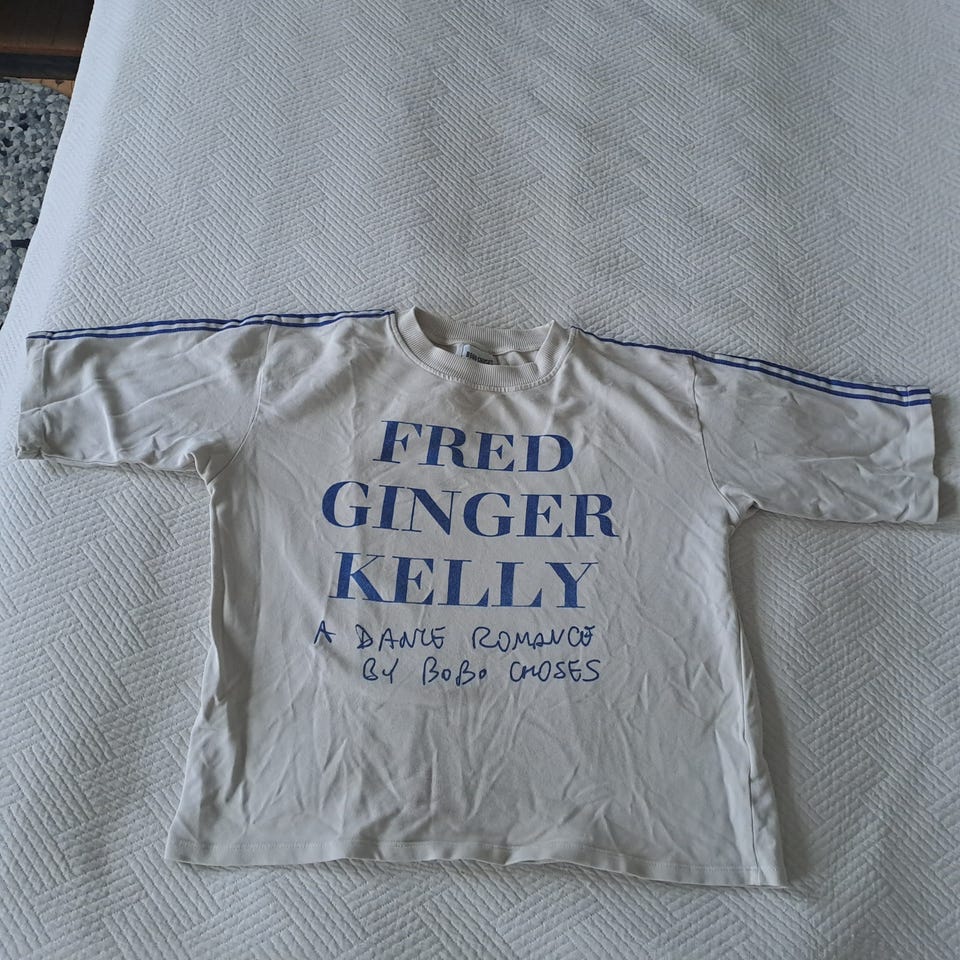 FRED
GINGER
KELLY
A DANCE ROMANCE
BY BOBO CHOSES